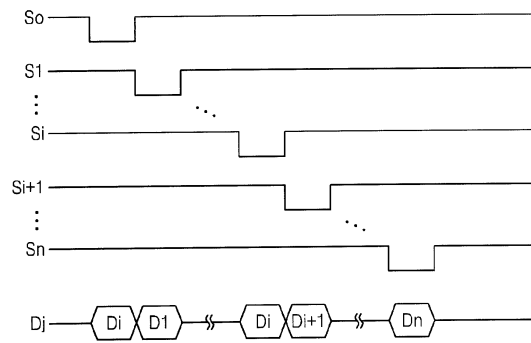 So
S1
Si
Si+1
Sn
Dj Di D1 Di Di+1 Dn